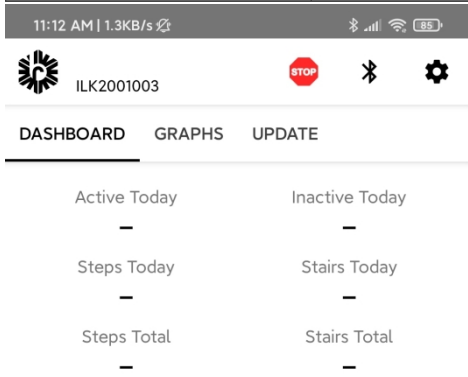 11:12 AM | 1.3KB/s 85
ILK2001003 STOP
DASHBOARD GRAPHS UPDATE
Active Today Inactive Today
– –
Steps Today Stairs Today
– –
Steps Total Stairs Total
– –